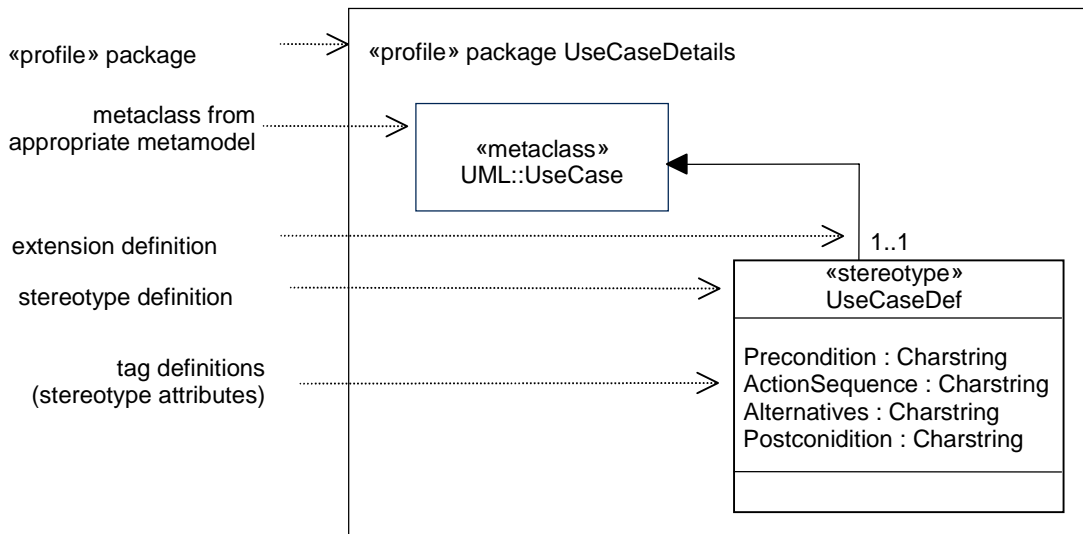 «profile» package
«profile» package UseCaseDetails
metaclass from
appropriate metamodel
«metaclass»
UML::UseCase
extension definition
1..1
stereotype definition
«stereotype»
UseCaseDef
tag definitions
(stereotype attributes)
Precondition : Charstring
ActionSequence : Charstring
Alternatives : Charstring
Postconidition : Charstring